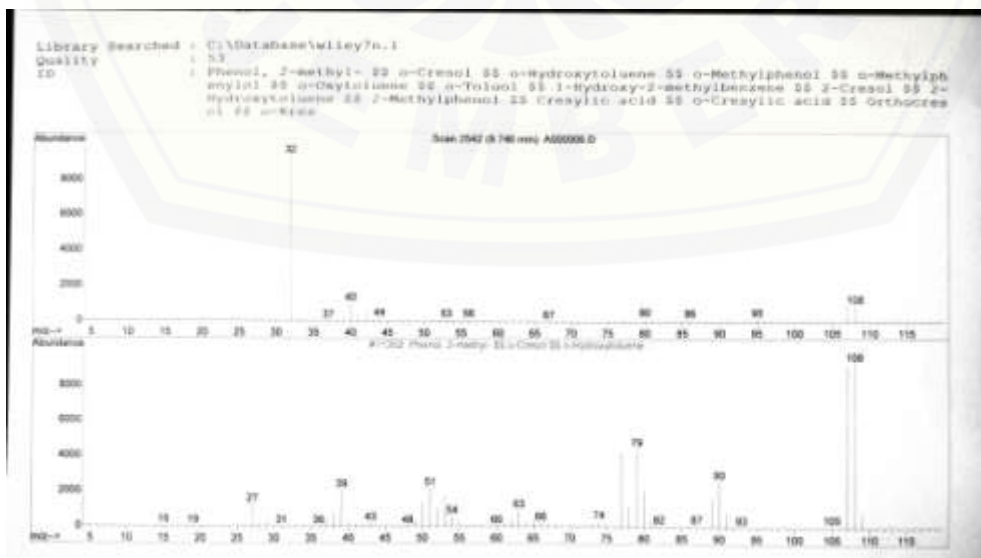 Library Searched : C:\Database\wiley7n.l
Quality : 53
ID : Phenol, 2-methyl- $$ o-Cresol $$ o-Hydroxytoluene $$ o-Methylphenol $$ o-Methylph
enylol $$ o-Oxytoluene $$ o-Toluol $$ 1-Hydroxy-2-methylbenzene $$ 2-Cresol $$ 2-
Hydroxytoluene $$ 2-Methylphenol $$ Cresylic acid $$ o-Cresylic acid $$ Orthocres
ol $$
Abundance
Scan 2542 (9.746 min): A000006.D
32
8000
6000
4000
2000
0
37 40 44 53 56 67 80 86 95 108
m/z--> 5 10 15 20 25 30 35 40 45 50 55 60 65 70 75 80 85 90 95 100 105 110 115
Abundance
Phenol, 2-methyl- $$ o-Cresol $$ o-Hydroxytoluene
108
8000
6000
4000
2000
0
15 19 27 31 36 39 43 48 51 54 60 63 66 74 79 82 87 90 93 105
m/z--> 5 10 15 20 25 30 35 40 45 50 55 60 65 70 75 80 85 90 95 100 105 110 115